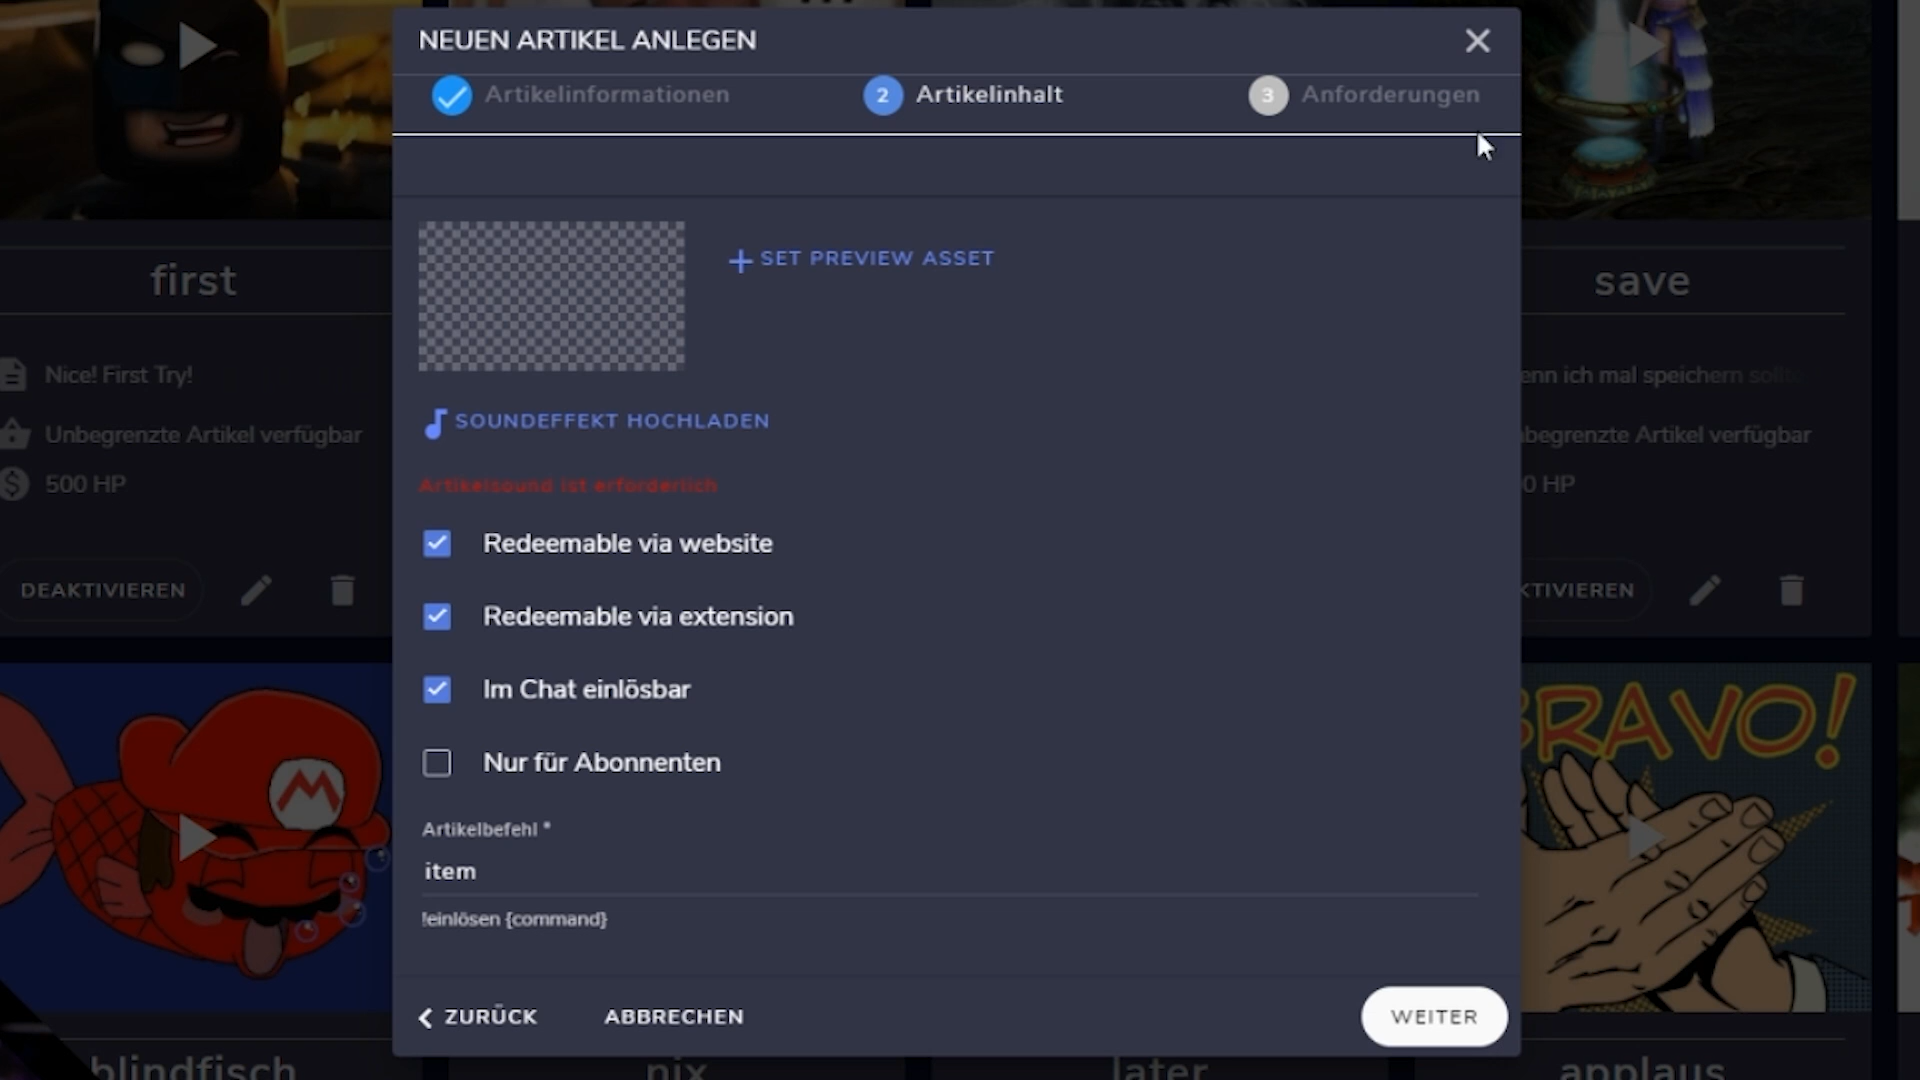 NEUEN ARTIKEL ANLEGEN
Artikelinformationen
2
Artikelinhalt
3
Anforderungen
SET PREVIEW ASSET
SOUNDEFFEKT HOCHLADEN
Artikelsound ist erforderlich
Redeemable via website
Redeemable via extension
Im Chat einlösbar
Nur für Abonnenten
Artikelbefehl *
item
!einlösen {command}
ZURÜCK
ABBRECHEN
WEITER
first
Nice! First Try!
Unbegrenzte Artikel verfügbar
500 HP
DEAKTIVIEREN
M
blindfisch
nix
later
save
enn ich mal speichern sollte
begrenzte Artikel verfügbar
0 HP
KTIVIEREN
BRAVO!
applaus